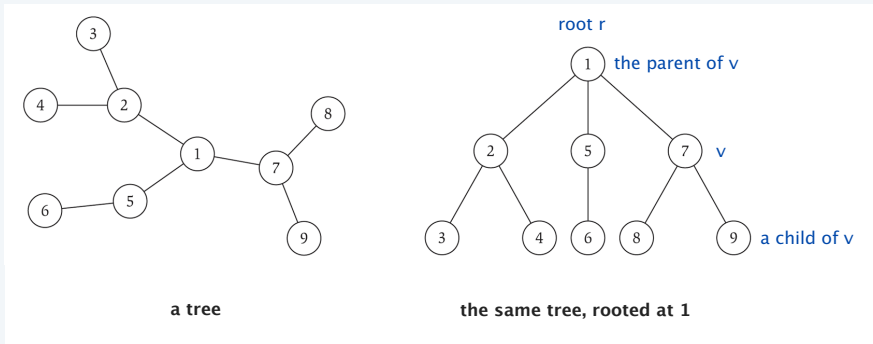 root r
3
1 the parent of v
4 2 8
1 7
2 5 7 v
6 5
9
3 4 6 8 9 a child of v
a tree
the same tree, rooted at 1